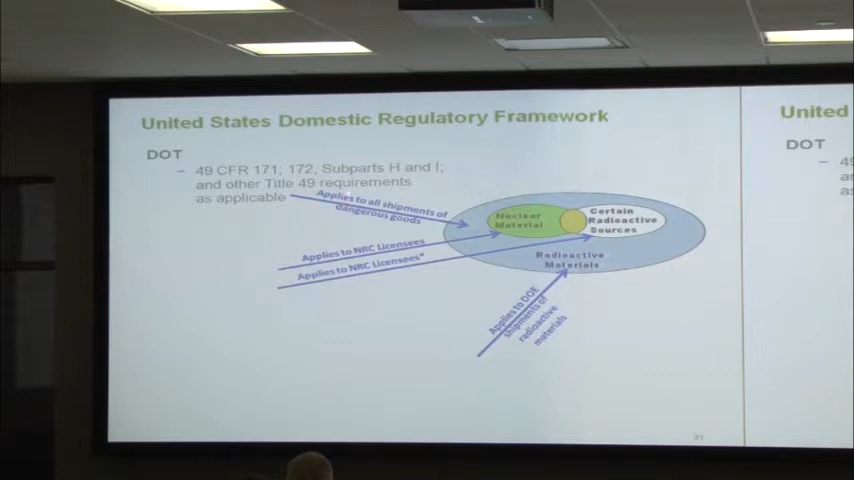 United States Domestic Regulatory Framework
DOT
– 49 CFR 171; 172, Subparts H and I;
and other Title 49 requirements
as applicable
Applies to all shipments of
dangerous goods
Nuclear
Material
Certain
Radioactive
Sources
Radioactive
Materials
Applies to NRC Licensees
Applies to NRC Licensees*
Applies to DOE
shipments of
radioactive
materials
21
United
DOT
– 49